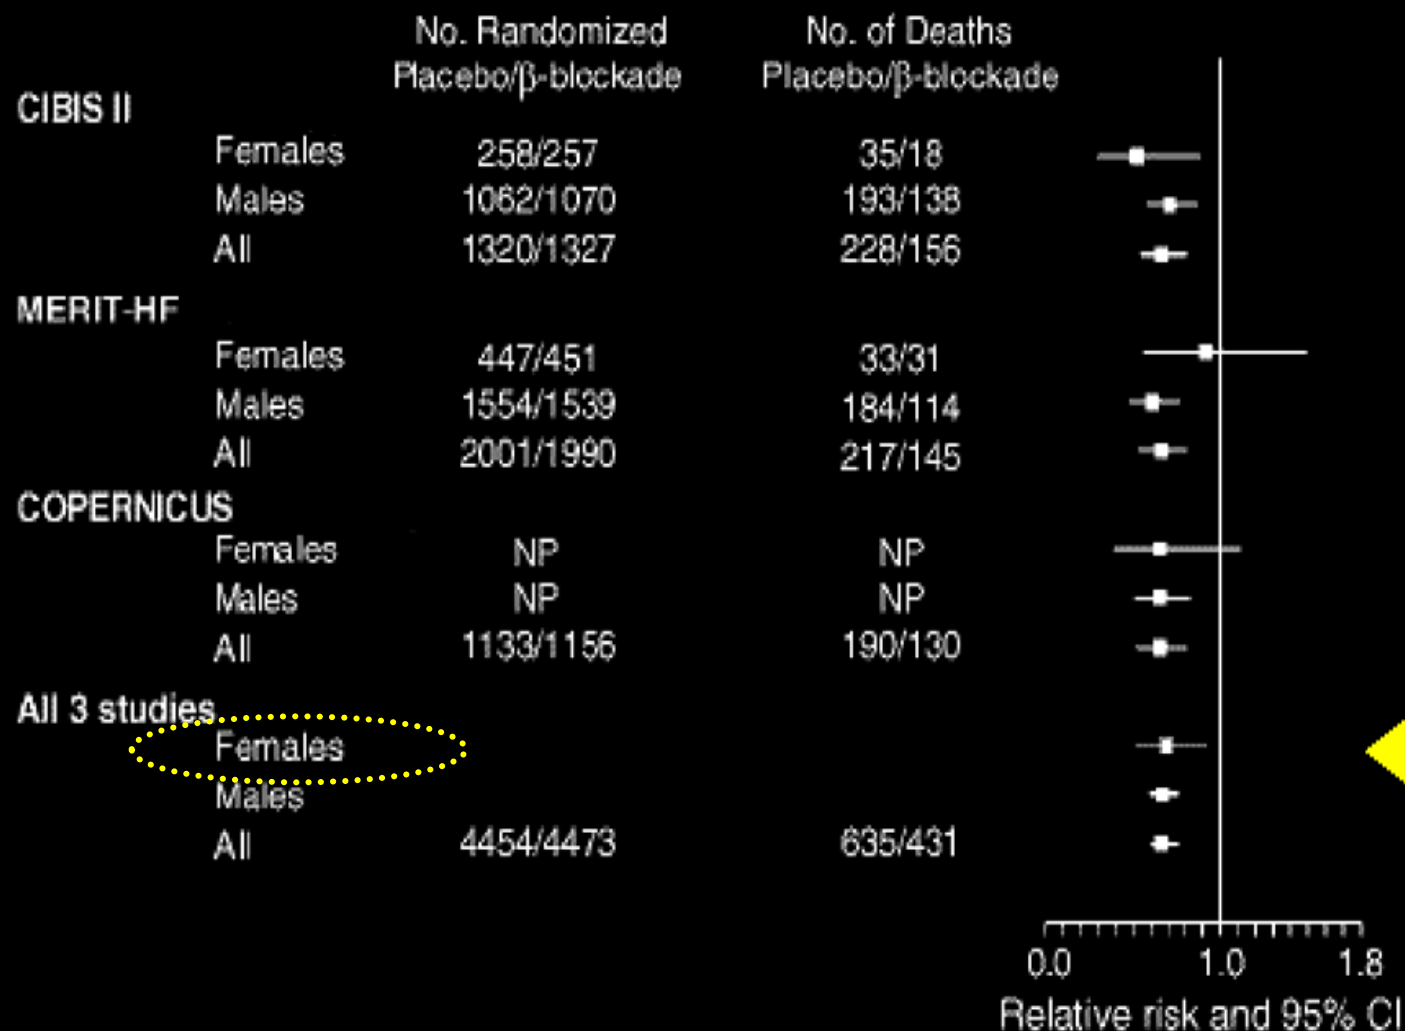 No. Randomized No. of Deaths
Placebo/β-blockade Placebo/β-blockade
CIBIS II
Females 258/257 35/18
Males 1062/1070 193/138
All 1320/1327 228/156
MERIT-HF
Females 447/451 33/31
Males 1554/1539 184/114
All 2001/1990 217/145
COPERNICUS
Females NP NP
Males NP NP
All 1133/1156 190/130
All 3 studies
Females
Males
All 4454/4473 635/431
0.0 1.0 1.8
Relative risk and 95% CI